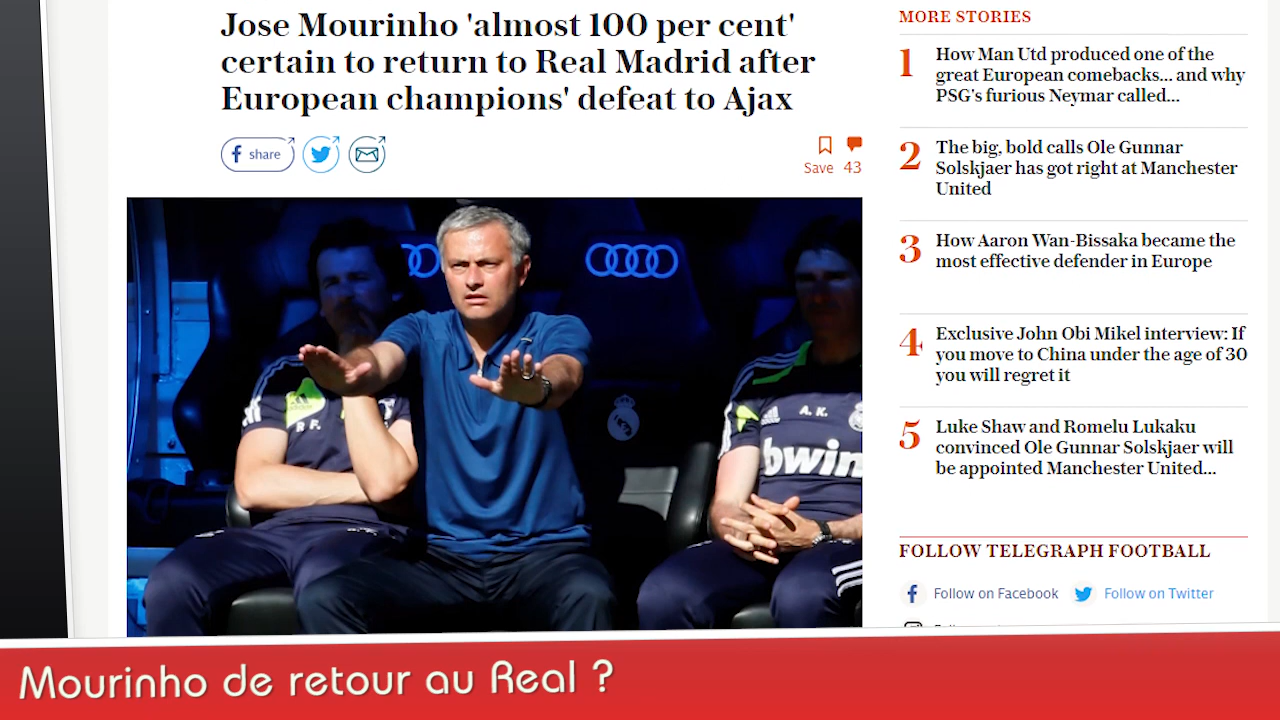 Jose Mourinho 'almost 100 per cent'
certain to return to Real Madrid after
European champions' defeat to Ajax
share
Save 43
R F.
A. K.
bwin
MORE STORIES
1
How Man Utd produced one of the
great European comebacks... and why
PSG's furious Neymar called...
2
The big, bold calls Ole Gunnar
Solskjaer has got right at Manchester
United
3
How Aaron Wan-Bissaka became the
most effective defender in Europe
4
Exclusive John Obi Mikel interview: If
you move to China under the age of 30
you will regret it
5
Luke Shaw and Romelu Lukaku
convinced Ole Gunnar Solskjaer will
be appointed Manchester United...
FOLLOW TELEGRAPH FOOTBALL
Follow on Facebook Follow on Twitter
Mourinho de retour au Real ?